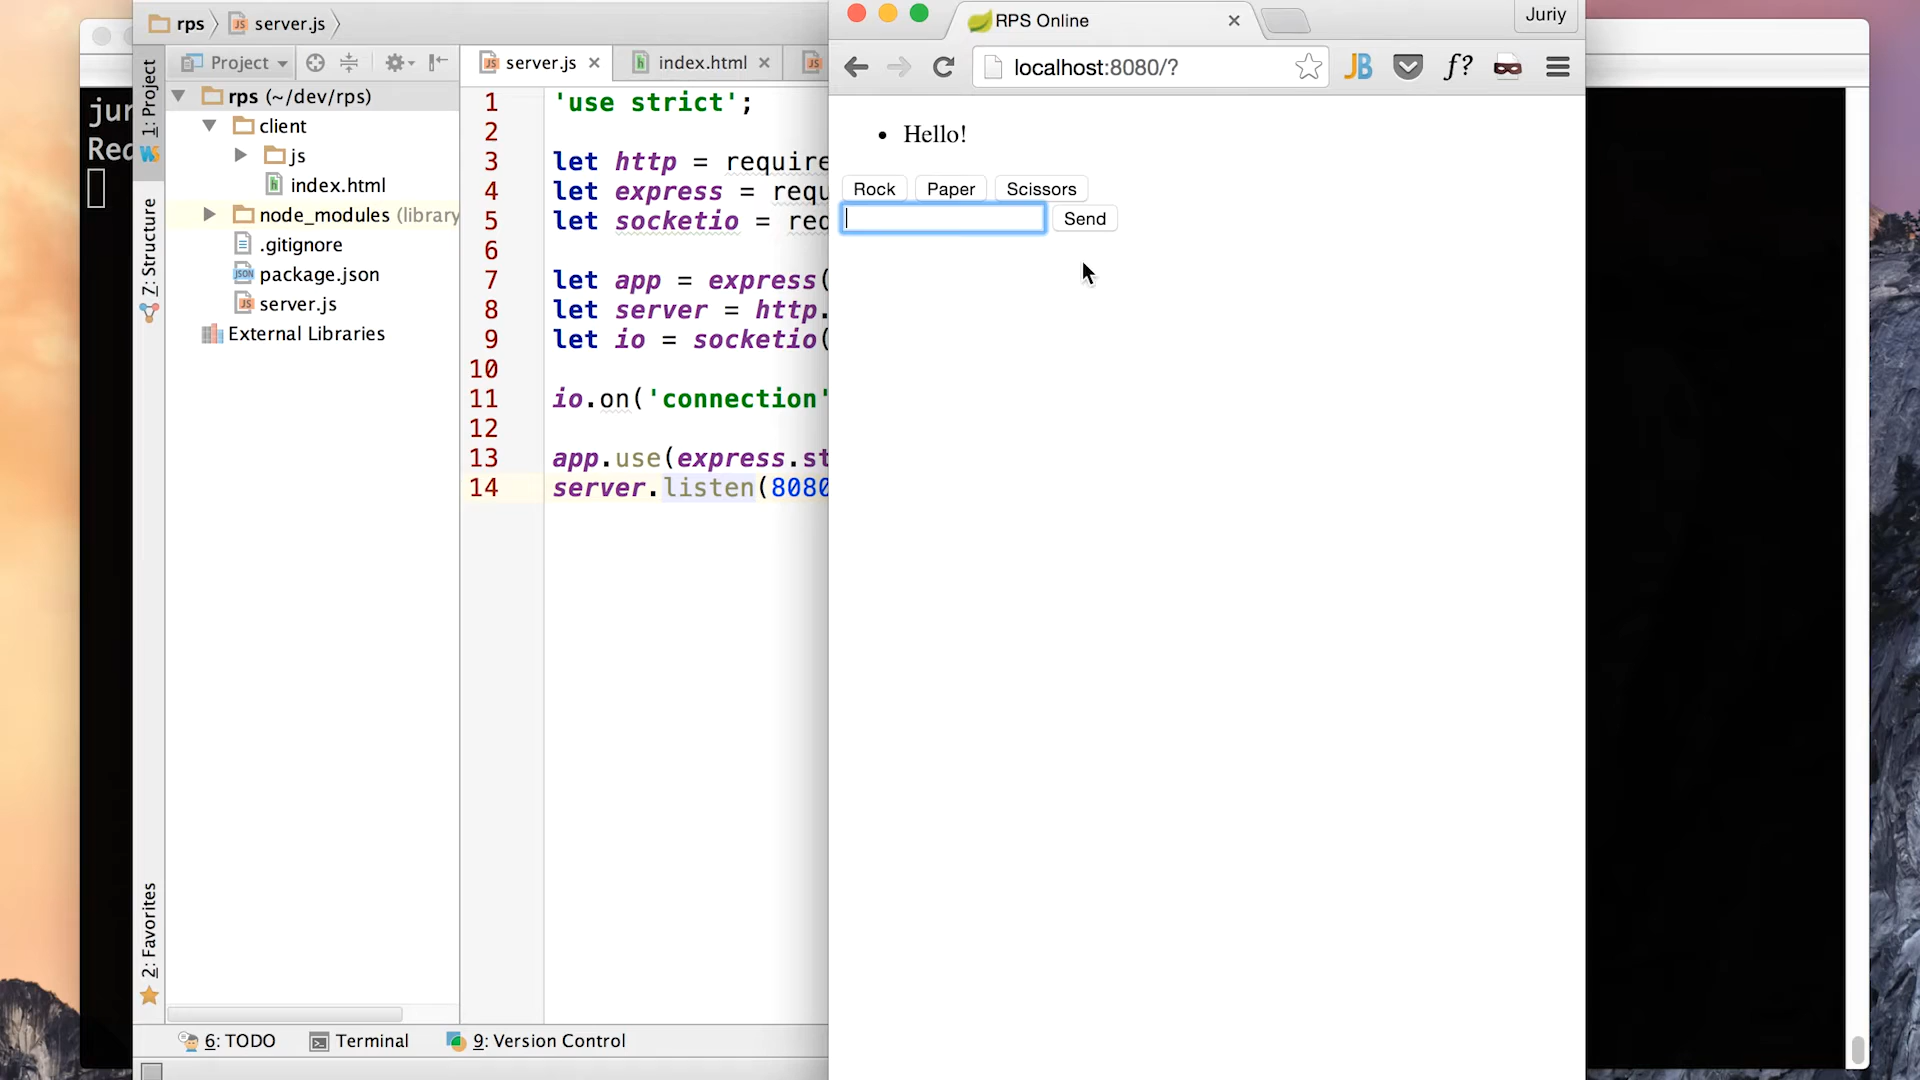 rps
server.js
Project
server.js
index.html
rps (~/dev/rps)
client
js
index.html
node_modules (library
.gitignore
package.json
server.js
External Libraries
1: Project
7: Structure
2: Favorites
1 'use strict';
2
3 let http = require
4 let express = requ
5 let socketio = req
6
7 let app = express(
8 let server = http.
9 let io = socketio(
10
11 io.on('connection'
12
13 app.use(express.st
14 server.listen(8080
6: TODO
Terminal
9: Version Control
RPS Online
Juriy
localhost:8080/?
JB
f?
Hello!
Rock
Paper
Scissors
Send